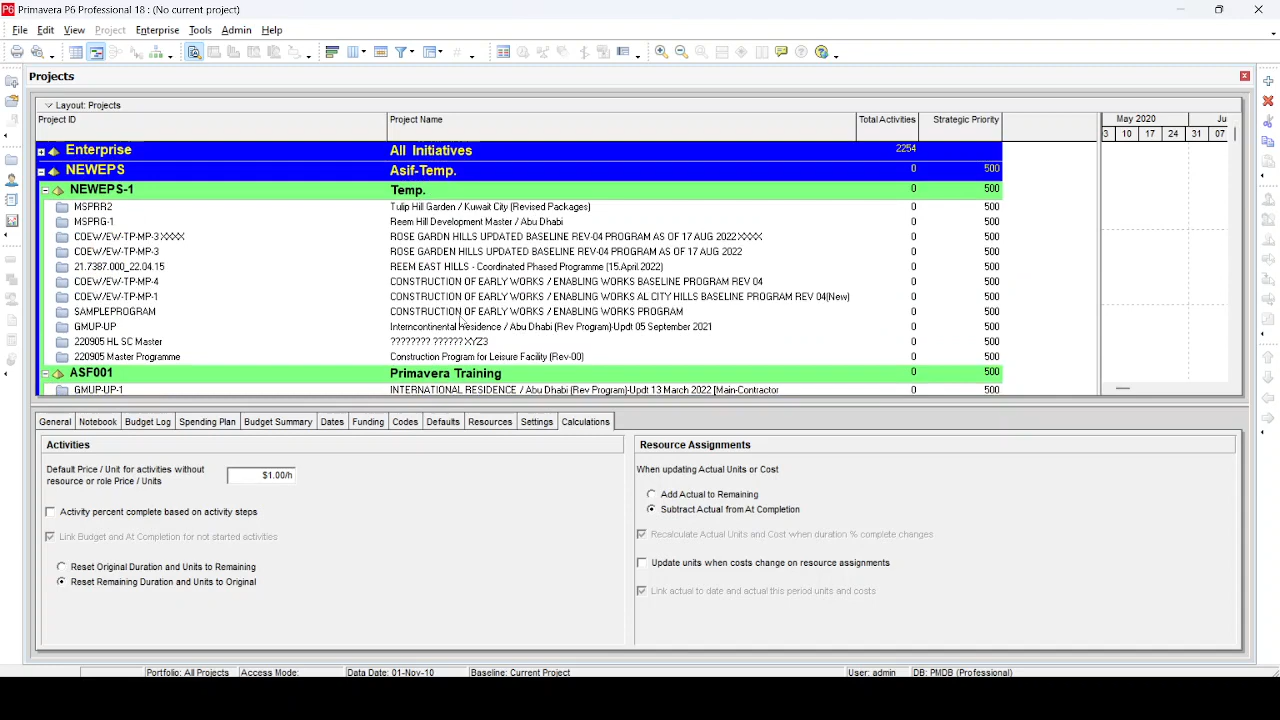 P6 Primavera P6 Professional 18 : (No current project)
File Edit View Project Enterprise Tools Admin Help
Projects
Layout: Projects
Project ID Project Name Total Activities Strategic Priority May 2020 Ju
3 10 17 24 31 07
Enterprise All Initiatives 2254
NEWEPS Asif-Temp. 0 500
NEWEPS-1 Temp. 0 500
MSPRR2 Tulip Hill Garden / Kuwait City (Revised Packages) 0 500
MSPRG-1 Reem Hill Development Master / Abu Dhabi 0 500
COEW/EW-TP-MP-3XXXX ROSE GARDN HILLS UPDATED BASELINE REV-04 PROGRAM AS OF 17 AUG 2022XXXX 0 500
COEW/EW-TP-MP-3 ROSE GARDEN HILLS UPDATED BASELINE REV-04 PROGRAM AS OF 17 AUG 2022 0 500
21.7387.000_22.04.15 REEM EAST HILLS - Coordinated Phased Programme (15.April.2022) 0 500
COEW/EW-TP-MP-4 CONSTRUCTION OF EARLY WORKS / ENABLING WORKS BASELINE PROGRAM REV 04 0 500
COEW/EW-TP-MP-1 CONSTRUCTION OF EARLY WORKS / ENABLING WORKS AL CITY HILLS BASELINE PROGRAM REV 04(New) 0 500
SAMPLEPROGRAM CONSTRUCTION OF EARLY WORKS / ENABLING WORKS PROGRAM 0 500
GMUP-UP Interncontinental Residence / Abu Dhabi (Rev Program)-Updt 05 September 2021 0 500
220905 HL SC Master ???????? ??????XYZ3 0 500
220905 Master Programme Construction Program for Leisure Facility (Rev-00) 0 500
ASF001 Primavera Training 0 500
GMUP-UP-1 INTERNATIONAL RESIDENCE / Abu Dhabi (Rev Program)-Updt 13 March 2022 [Main-Contractor 0 500
General Notebook Budget Log Spending Plan Budget Summary Dates Funding Codes Defaults Resources Settings Calculations
Activities Resource Assignments
Default Price / Unit for activities without
resource or role Price / Units
$1.00/h
When updating Actual Units or Cost
Add Actual to Remaining
Activity percent complete based on activity steps Subtract Actual from At Completion
Link Budget and At Completion for not started activities Recalculate Actual Units and Cost when duration % complete changes
Reset Original Duration and Units to Remaining Update units when costs change on resource assignments
Reset Remaining Duration and Units to Original Link actual to date and actual this period units and costs
Portfolio: All Projects Access Mode: Data Date: 01-Nov-10 Baseline: Current Project User: admin DB: PMDB (Professional)